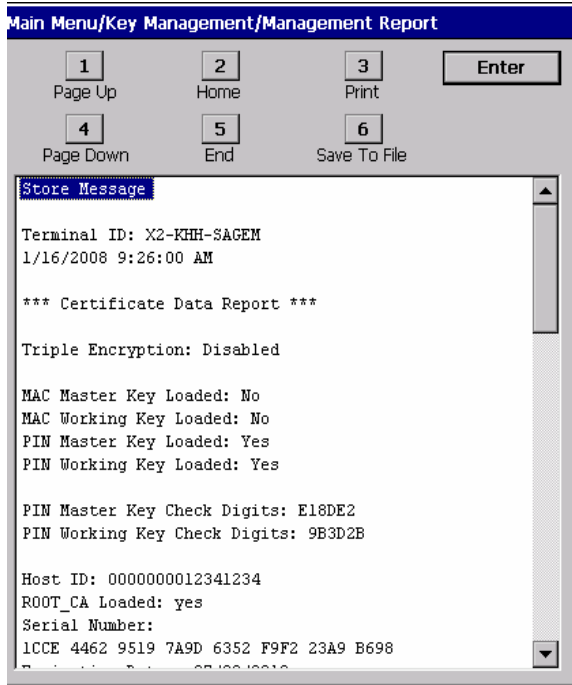 Main Menu/Key Management/Management Report
1 2 3 Enter
Page Up Home Print
4 5 6
Page Down End Save To File
Store Message
Terminal ID: X2-KHH-SAGEM
1/16/2008 9:26:00 AM
*** Certificate Data Report ***
Triple Encryption: Disabled
MAC Master Key Loaded: No
MAC Working Key Loaded: No
PIN Master Key Loaded: Yes
PIN Working Key Loaded: Yes
PIN Master Key Check Digits: E18DE2
PIN Working Key Check Digits: 9B3D2B
Host ID: 0000000012341234
ROOT_CA Loaded: yes
Serial Number:
1CCE 4462 9519 7A9D 6352 F9F2 23A9 B698